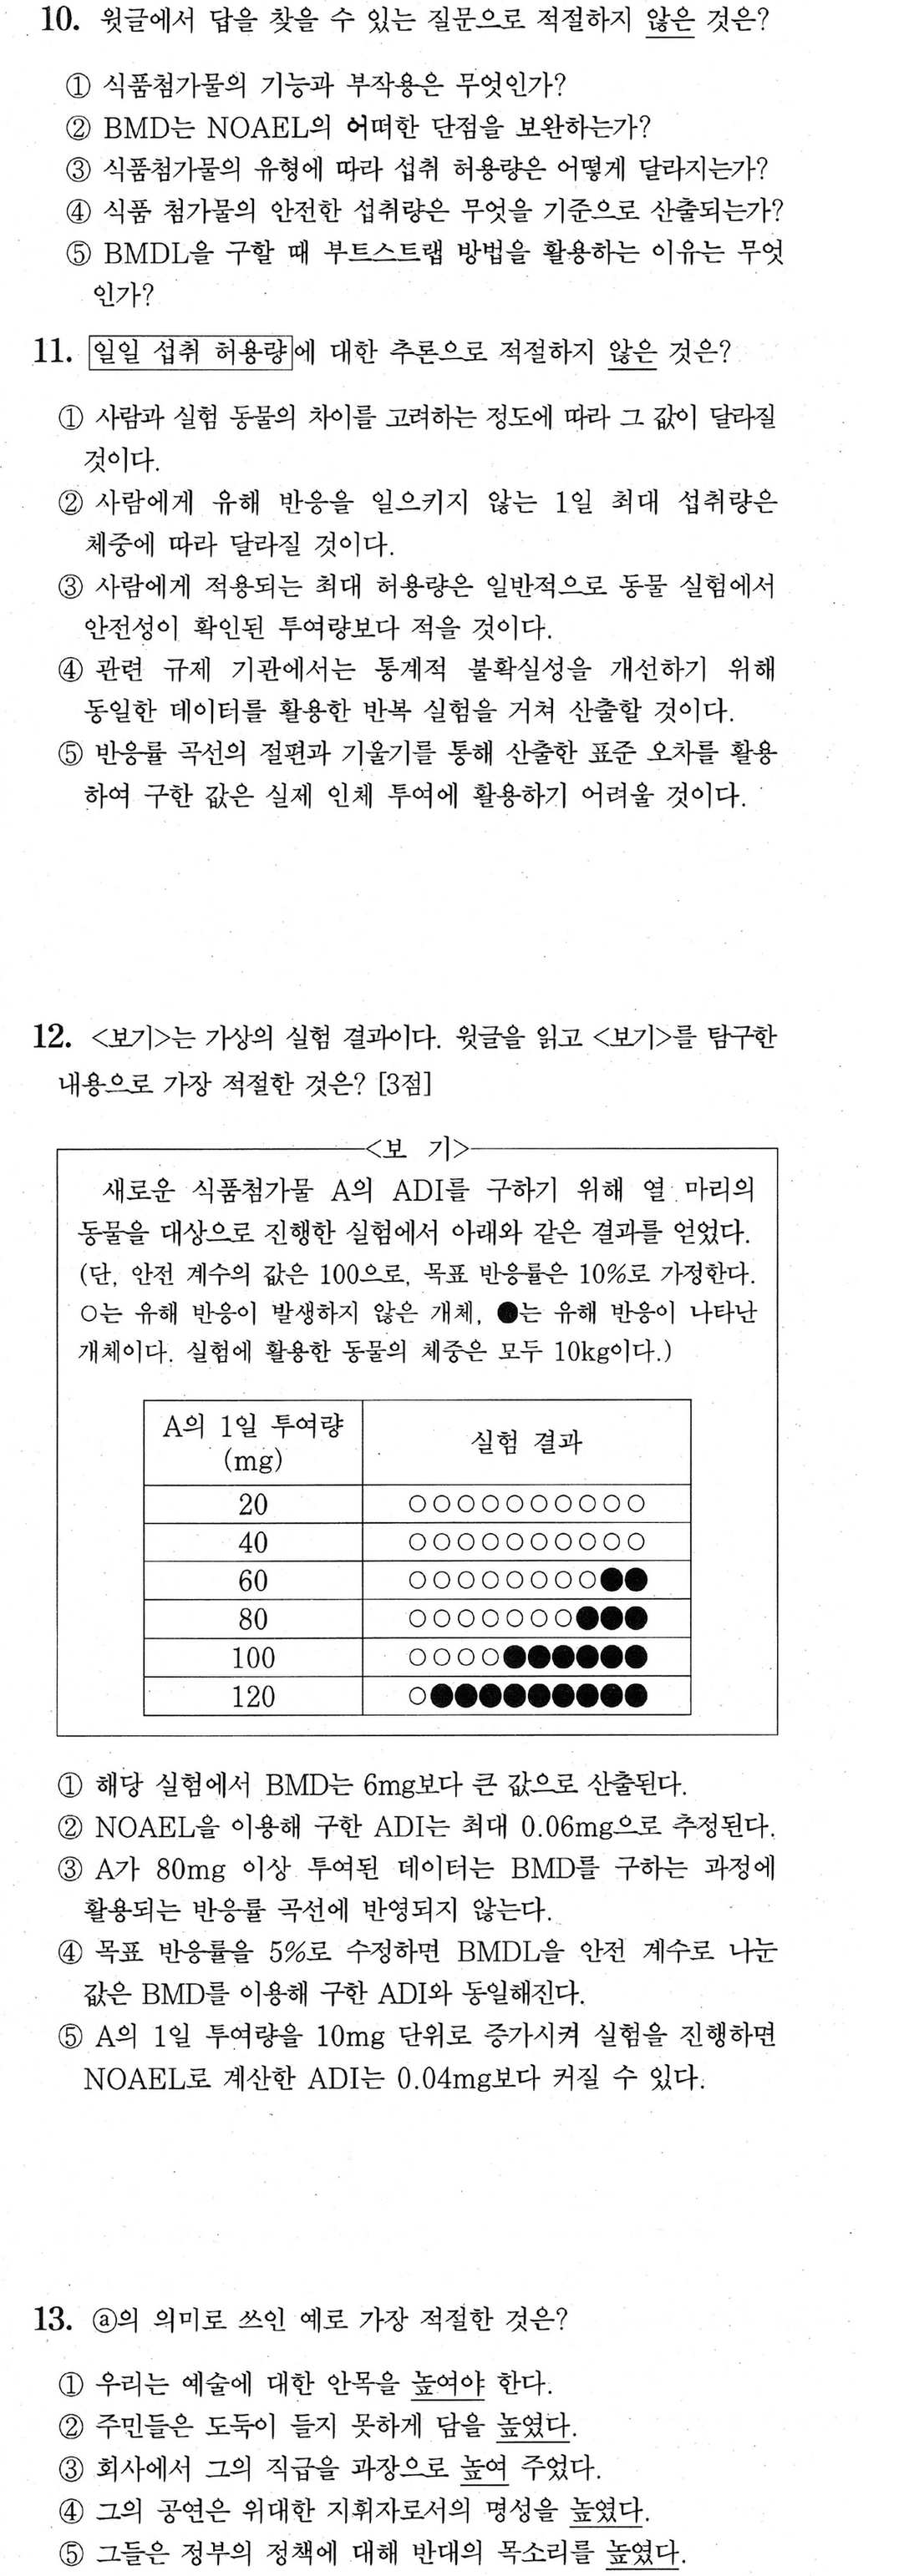 10. 윗글에서 답을 찾을 수 있는 질문으로 적절하지 않은 것은?
① 식품첨가물의 기능과 부작용은 무엇인가?
② BMD는 NOAEL의 어떠한 단점을 보완하는가?
③ 식품첨가물의 유형에 따라 섭취 허용량은 어떻게 달라지는가?
④ 식품 첨가물의 안전한 섭취량은 무엇을 기준으로 산출되는가?
⑤ BMDL을 구할 때 부트스트랩 방법을 활용하는 이유는 무엇
인가?
11. 일일 섭취 허용량에 대한 추론으로 적절하지 않은 것은?
① 사람과 실험 동물의 차이를 고려하는 정도에 따라 그 값이 달라질
것이다.
② 사람에게 유해 반응을 일으키지 않는 1일 최대 섭취량은
체중에 따라 달라질 것이다.
③ 사람에게 적용되는 최대 허용량은 일반적으로 동물 실험에서
안전성이 확인된 투여량보다 적을 것이다.
④ 관련 규제 기관에서는 통계적 불확실성을 개선하기 위해
동일한 데이터를 활용한 반복 실험을 거쳐 산출할 것이다.
⑤ 반응률 곡선의 절편과 기울기를 통해 산출한 표준 오차를 활용
하여 구한 값은 실제 인체 투여에 활용하기 어려울 것이다.
12. <보기>는 가상의 실험 결과이다. 윗글을 읽고 <보기>를 탐구한
내용으로 가장 적절한 것은? [3점]
<보 기>
새로운 식품첨가물 A의 ADI를 구하기 위해 열 마리의
동물을 대상으로 진행한 실험에서 아래와 같은 결과를 얻었다.
(단, 안전 계수의 값은 100으로, 목표 반응률은 10%로 가정한다.
○는 유해 반응이 발생하지 않은 개체, ●는 유해 반응이 나타난
개체이다. 실험에 활용한 동물의 체중은 모두 10kg이다.)
A의 1일 투여량
(mg)
실험 결과
20 ○○○○○○○○○○
40 ○○○○○○○○○○
60 ○○○○○○○○●●
80 ○○○○○○○●●●
100 ○○○○●●●●●●
120 ○●●●●●●●●●
① 해당 실험에서 BMD는 6mg보다 큰 값으로 산출된다.
② NOAEL을 이용해 구한 ADI는 최대 0.06mg으로 추정된다.
③ A가 80mg 이상 투여된 데이터는 BMD를 구하는 과정에
활용되는 반응률 곡선에 반영되지 않는다.
④ 목표 반응률을 5%로 수정하면 BMDL을 안전 계수로 나눈
값은 BMD를 이용해 구한 ADI와 동일해진다.
⑤ A의 1일 투여량을 10mg 단위로 증가시켜 실험을 진행하면
NOAEL로 계산한 ADI는 0.04mg보다 커질 수 있다.
13. ⓐ의 의미로 쓰인 예로 가장 적절한 것은?
① 우리는 예술에 대한 안목을 높여야 한다.
② 주민들은 도둑이 들지 못하게 담을 높였다.
③ 회사에서 그의 직급을 과장으로 높여 주었다.
④ 그의 공연은 위대한 지휘자로서의 명성을 높였다.
⑤ 그들은 정부의 정책에 대해 반대의 목소리를 높였다.